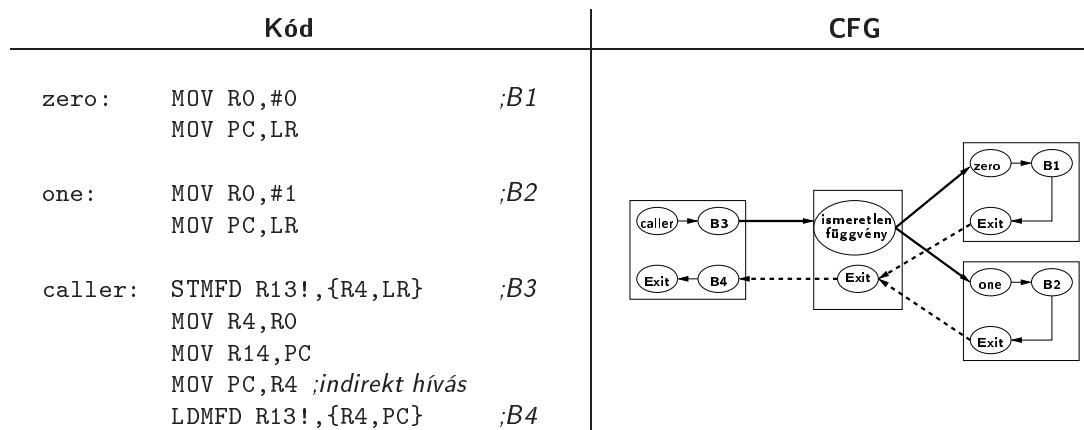 Kód
CFG
zero: MOV R0,#0 ;B1
MOV PC,LR
one: MOV R0,#1 ;B2
MOV PC,LR
caller: STMFD R13!,{R4,LR} ;B3
MOV R4,R0
MOV R14,PC
MOV PC,R4 ;indirekt hívás
LDMFD R13!,{R4,PC} ;B4
zero B1
Exit
caller B3
Exit B4
ismeretlen
függvény
Exit
one B2
Exit